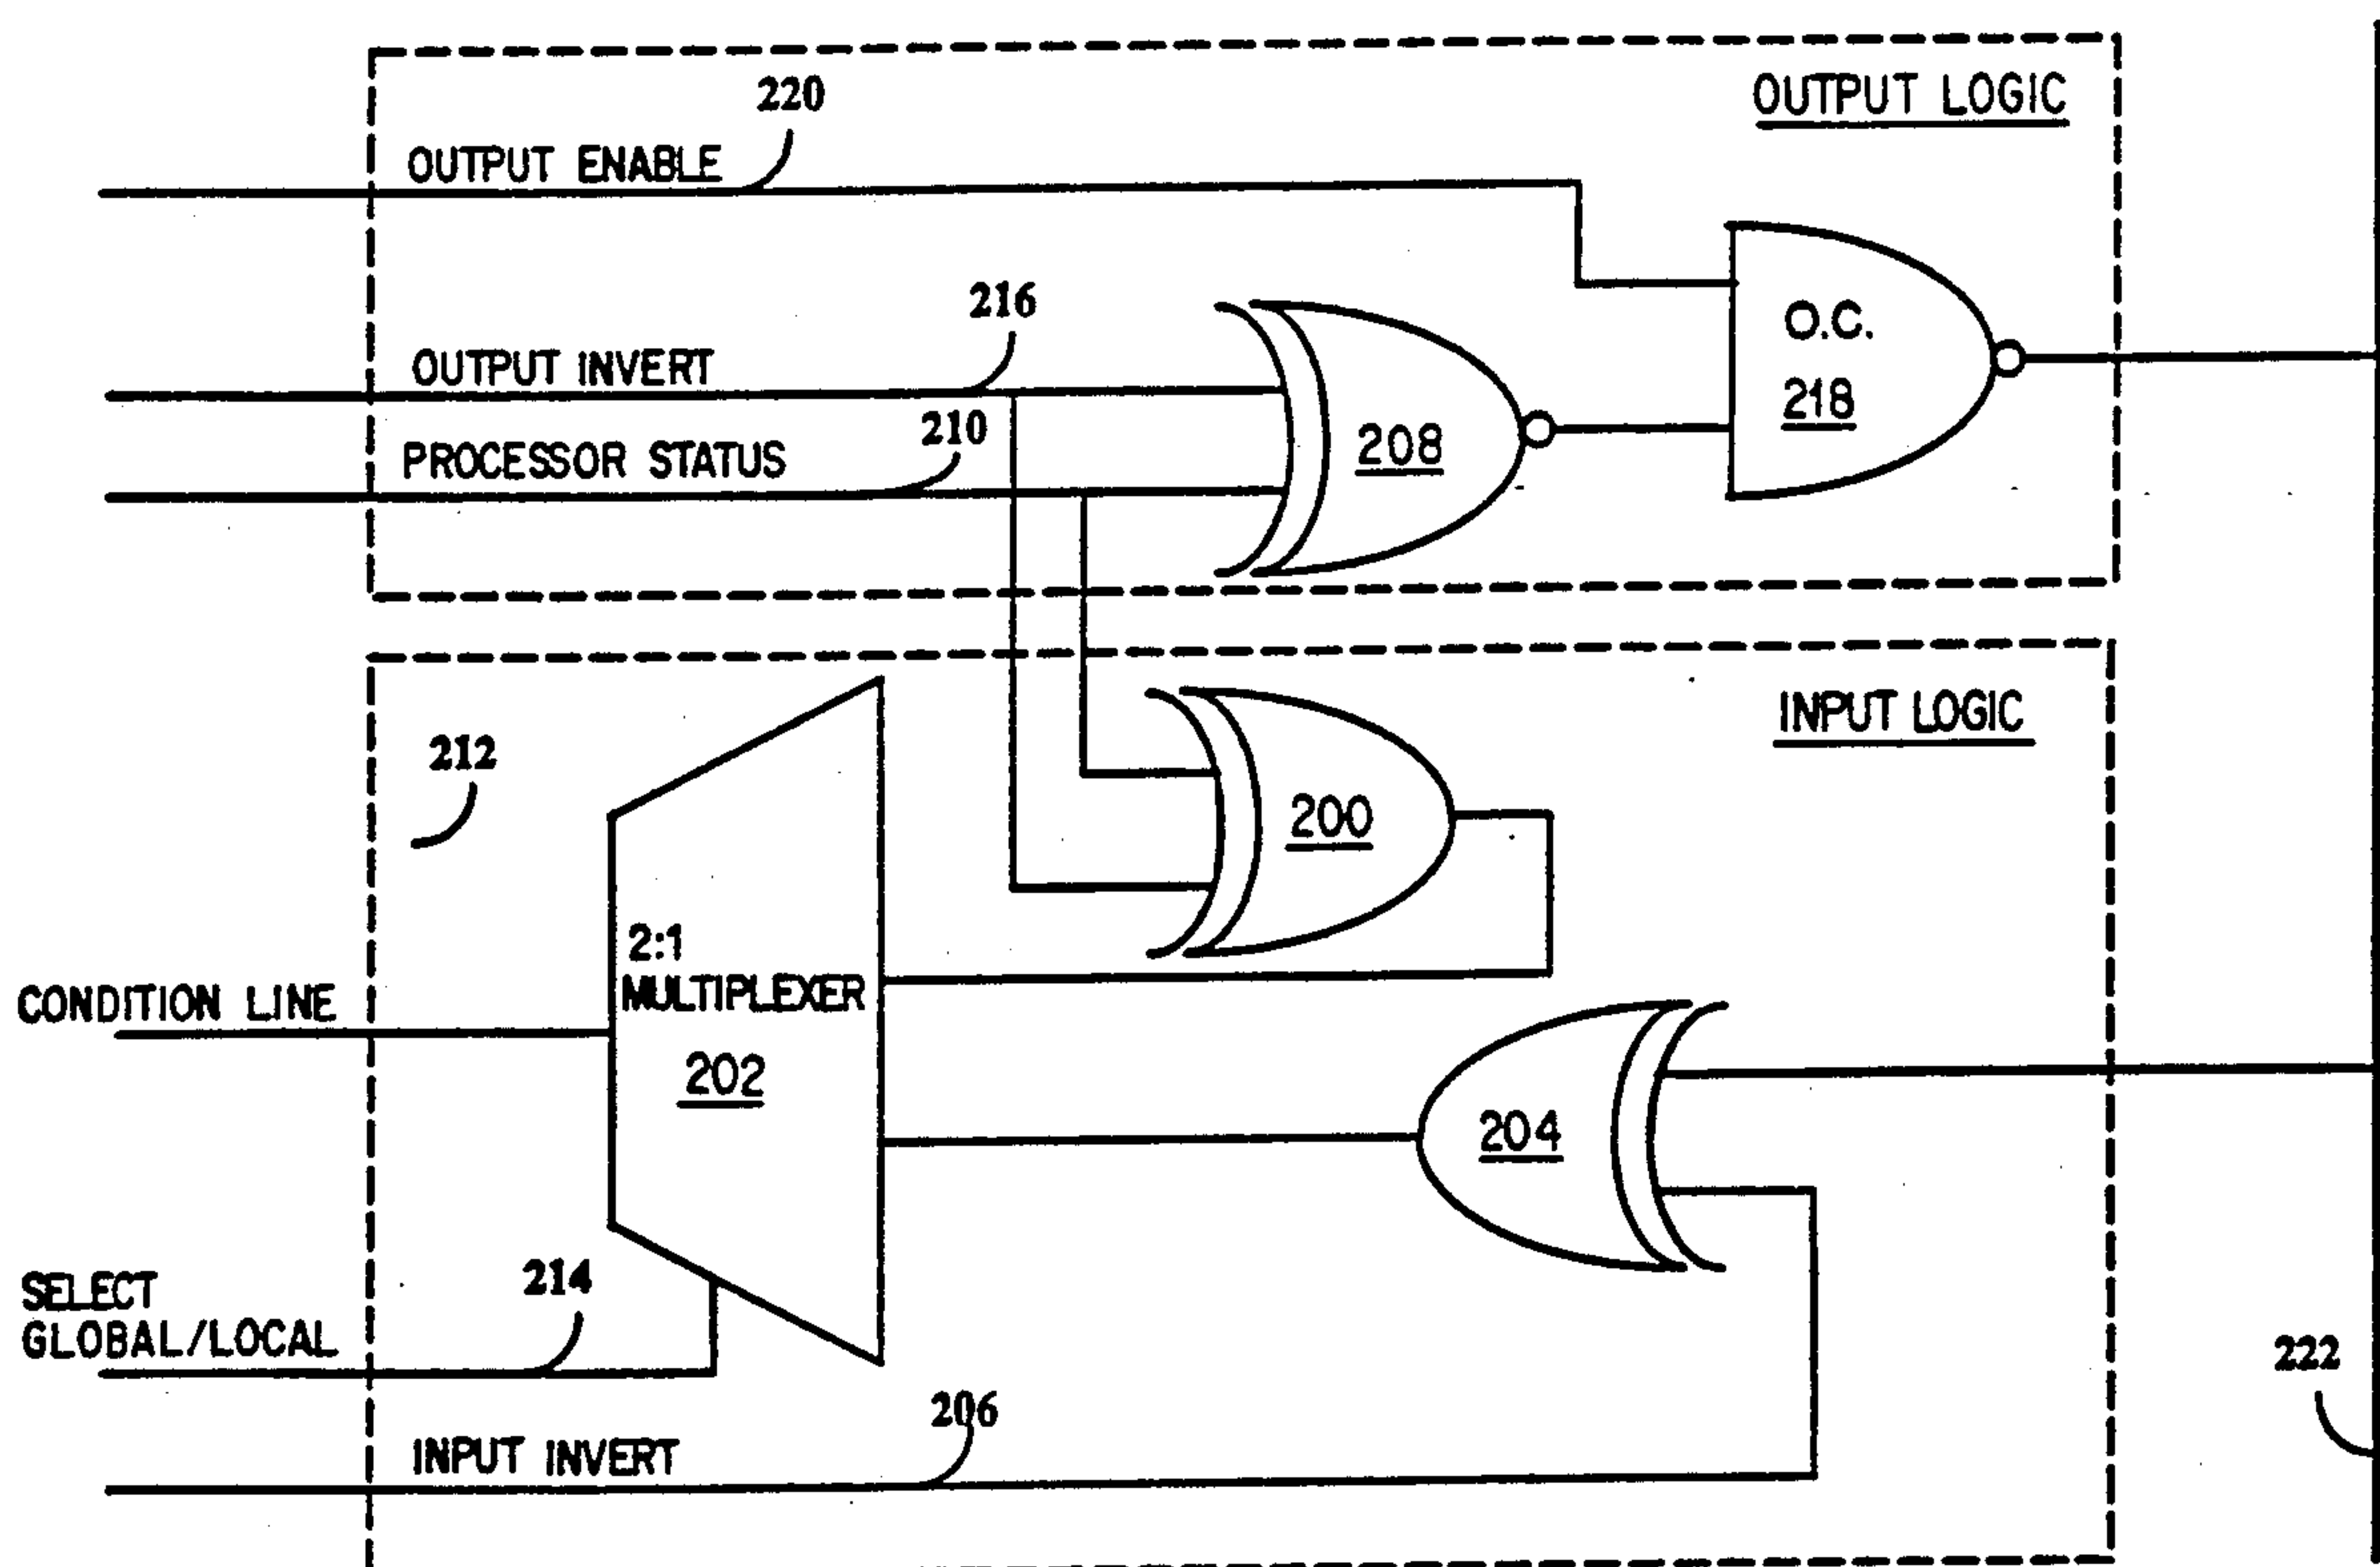 220
OUTPUT LOGIC
OUTPUT ENABLE
216
O.C.
218
OUTPUT INVERT
210
208
PROCESSOR STATUS
INPUT LOGIC
212
200
2:1
MULTIPLEXER
CONDITION LINE
202
204
214
SELECT
GLOBAL/LOCAL
222
206
INPUT INVERT